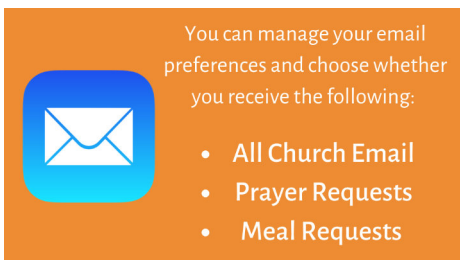 You can manage your email
preferences and choose whether
you receive the following:
• All Church Email
• Prayer Requests
• Meal Requests